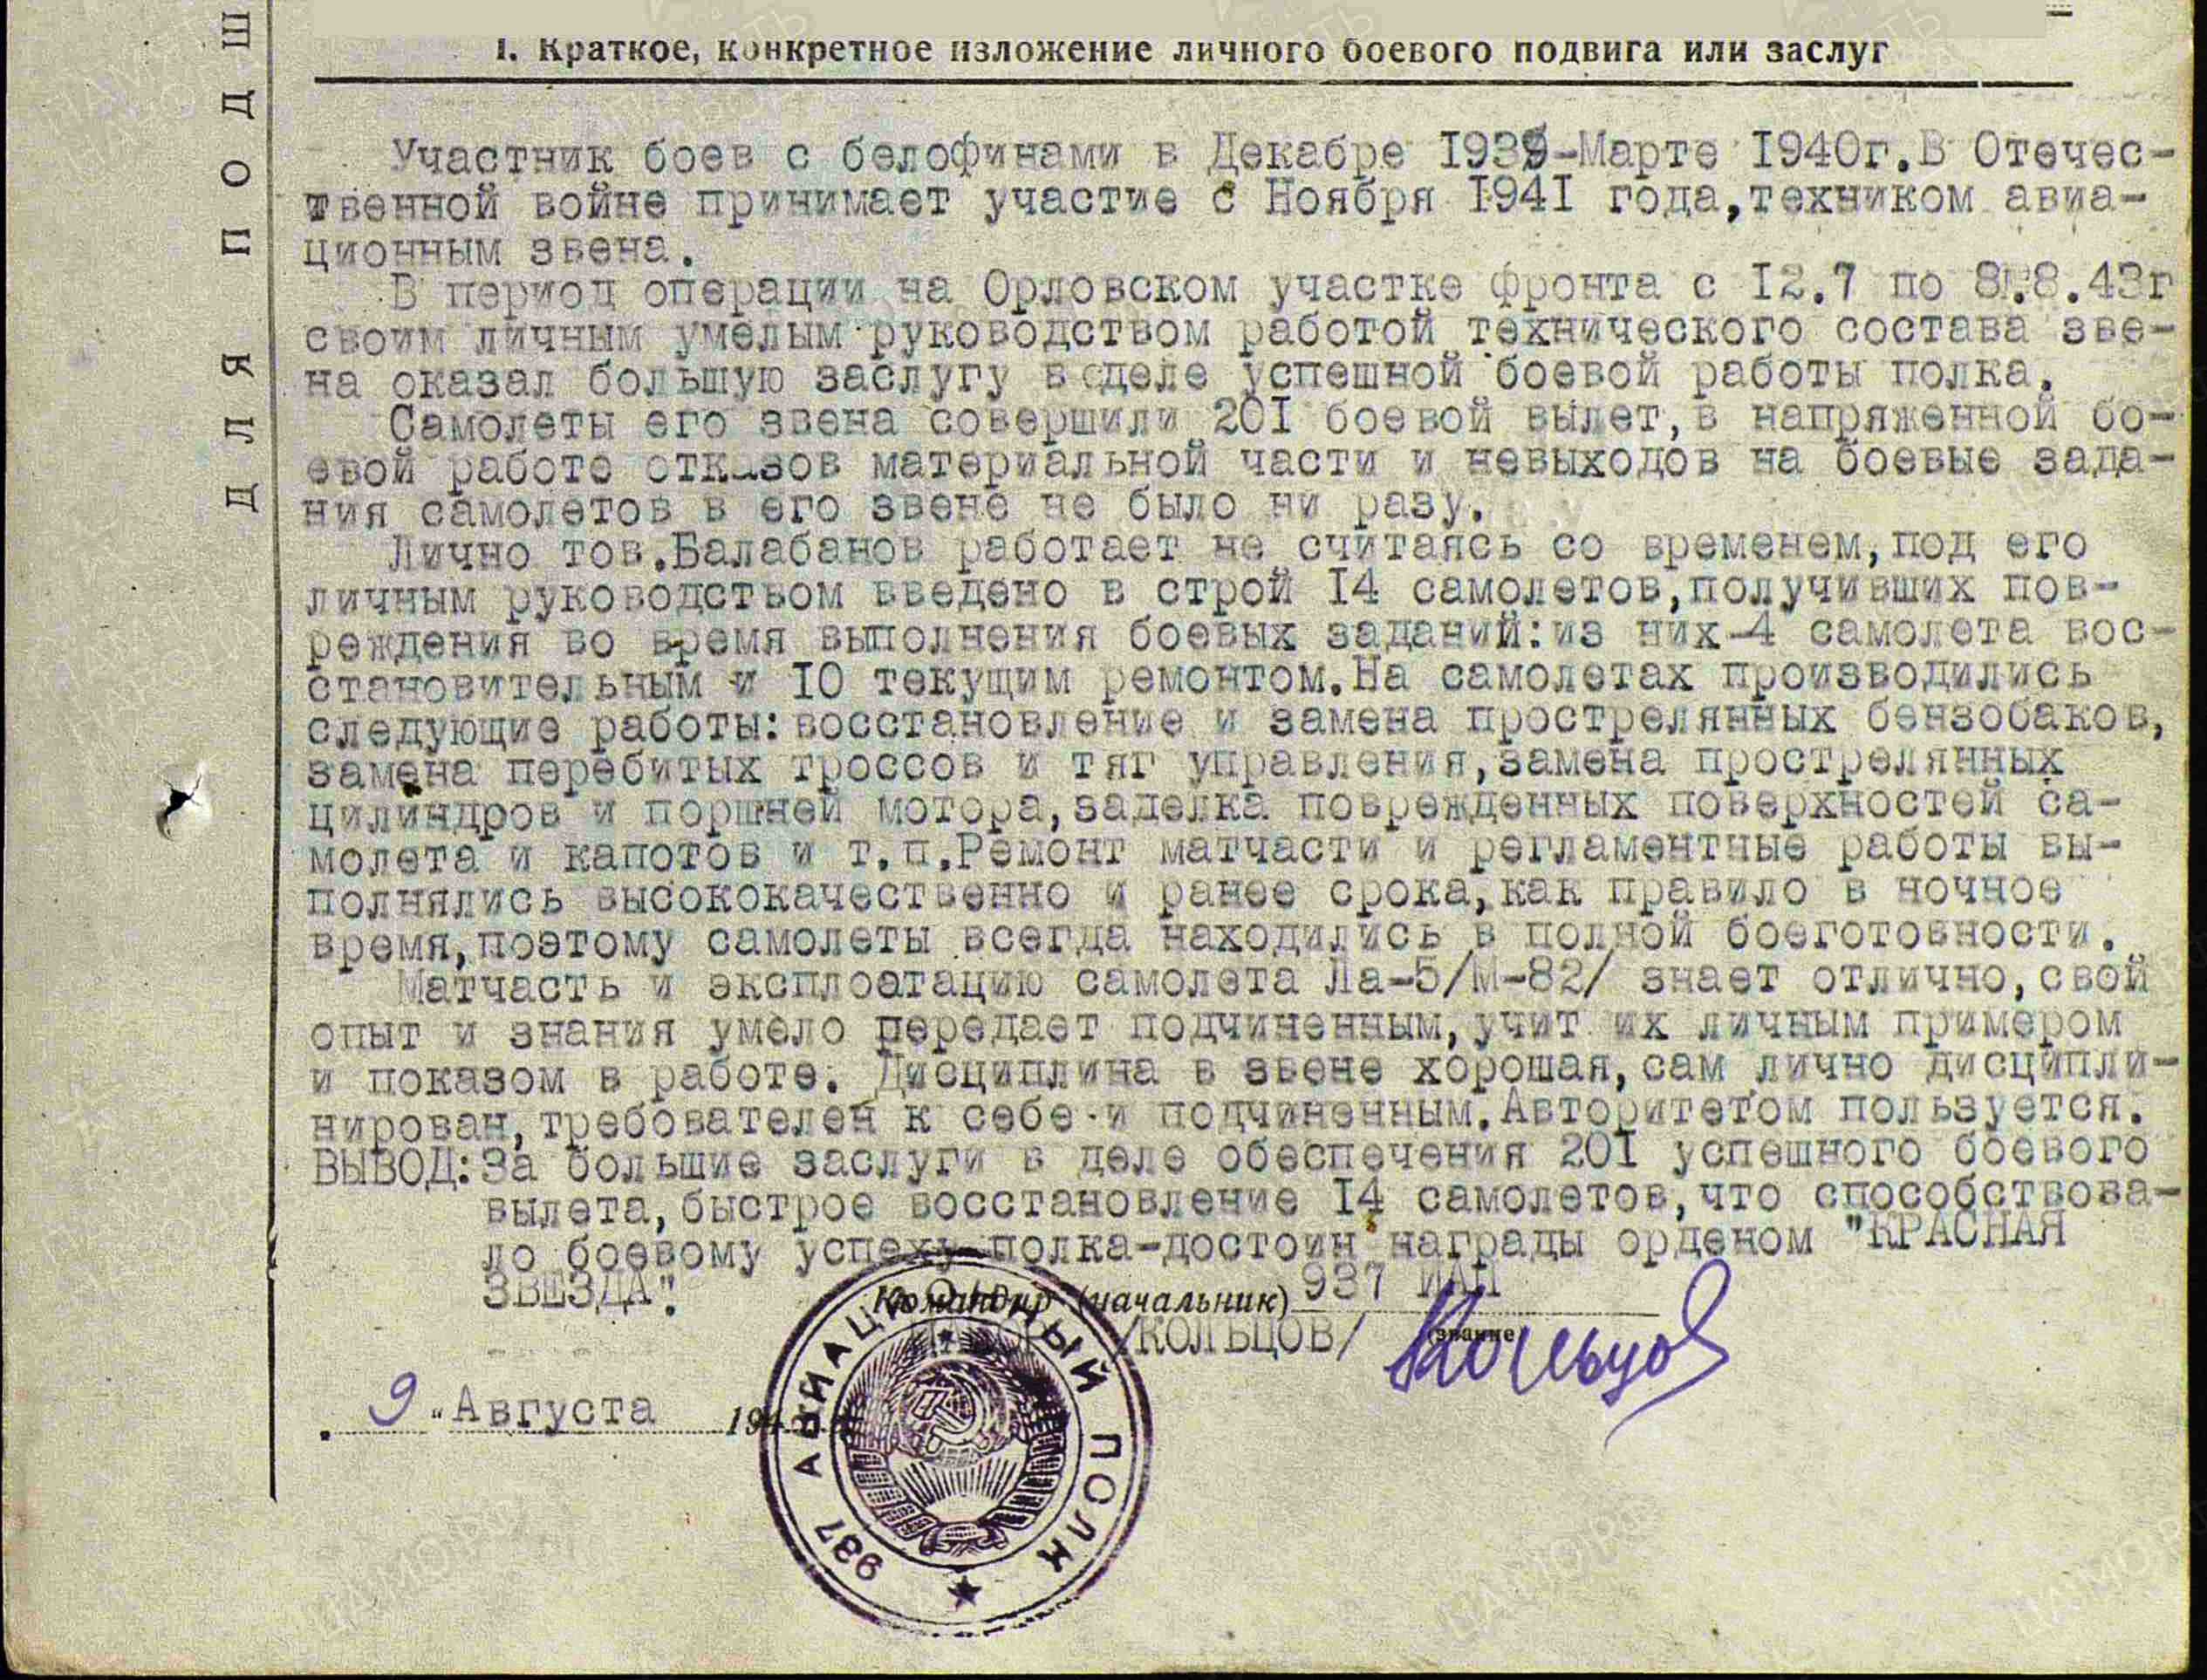 I. Краткое, конкретное изложение личного боевого подвига или заслуг
Участник боев с белофинами в Декабре 1939-Марте 1940г.В Отечес-
твенной войне принимает участие с Ноября 1941 года,техником авиа-
ционным звена.
В период операции на Орловском участке фронта с 12.7 по 8.8.43г
своим личным умелым руководством работой технического состава зве-
на оказал большую заслугу в деле успешной боевой работы полка.
Самолеты его звена совершили 201 боевой вылет,в напряженной бо-
евой работе отказов материальной части и невыходов на боевые зада-
ния самолетов в его звене не было ни разу.
Лично тов.Балабанов работает не считаясь со временем,под его
личным руководством введено в строй 14 самолетов,получивших пов-
реждения во время выполнения боевых заданий:из них-4 самолета вос-
становительным и 10 текущим ремонтом.На самолетах производились
следующие работы:восстановление и замена прострелянных бензобаков,
замена перебитых троссов и тяг управления,замена прострелянных
цилиндров и поршней мотора,заделка поврежденных поверхностей са-
молета и капотов и т.п.Ремонт матчасти и регламентные работы вы-
полнялись высококачественно и ранее срока,как правило в ночное
время,поэтому самолеты всегда находились в полной боеготовности.
Матчасть и эксплоатацию самолета Ла-5/М-82/ знает отлично,свой
опыт и знания умело передает подчиненным,учит их личным примером
и показом в работе. Дисциплина в звене хорошая,сам лично дисципли-
нирован,требователен к себе и подчиненным.Авторитетом пользуется.
ВЫВОД:За большие заслуги в деле обеспечения 201 успешного боевого
вылета,быстрое восстановление 14 самолетов,что способствова-
ло боевому успеху полка-достоин награды орденом "КРАСНАЯ
ЗВЕЗДА".
Командир (начальник) 937 ИАП
/КОЛЬЦОВ/ (звание) Кольцов
„9" Августа 194
937 АВИАЦИОННЫЙ ПОЛК
ДЛЯ ПОДШ